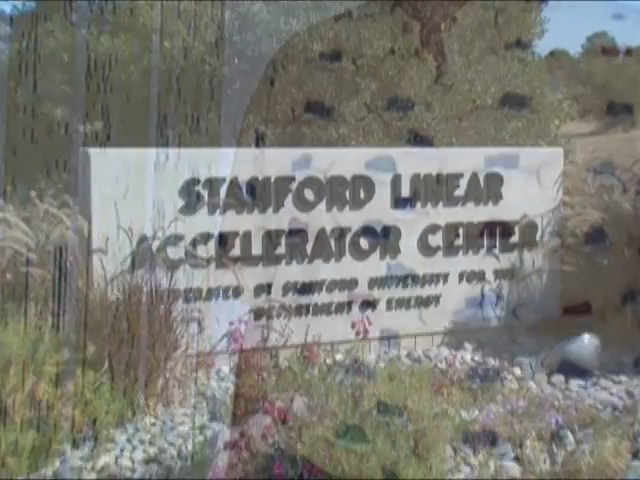 STANFORD LINEAR
ACCELERATOR CENTER
OPERATED BY STANFORD UNIVERSITY FOR THE
DEPARTMENT OF ENERGY